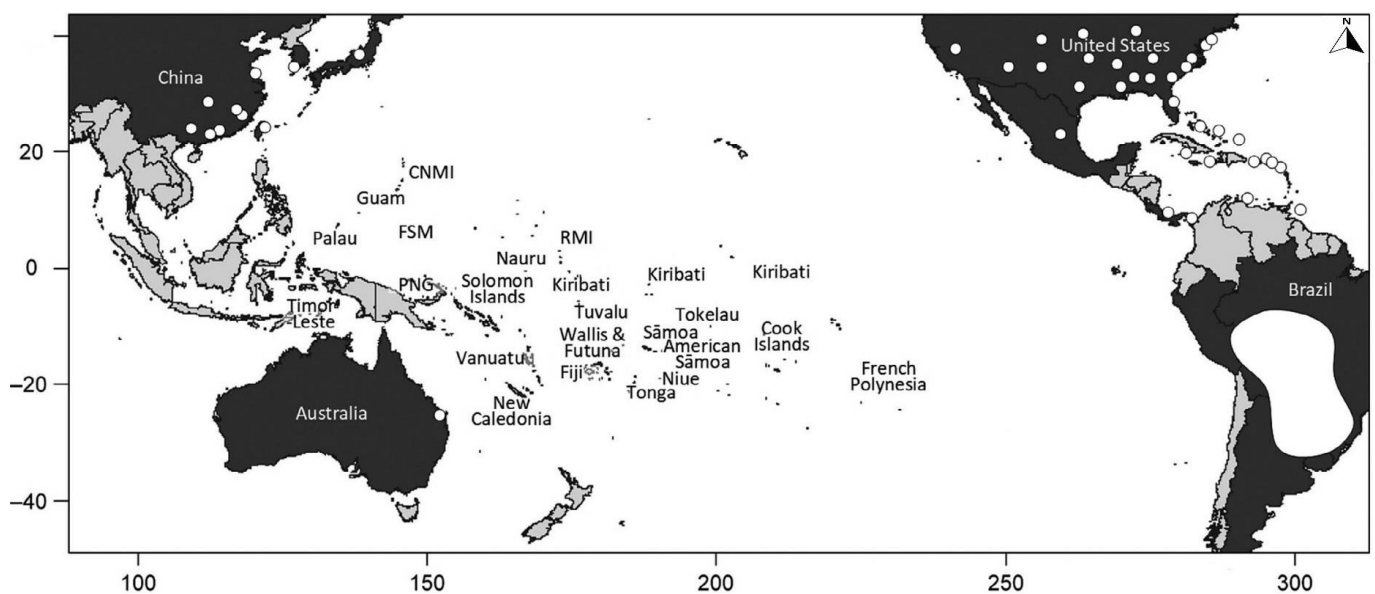 N
United States
China
20
CNMI
Guam
FSM
Palau
RMI
Nauru
0
Kiribati
Kiribati
Solomon
Islands
Kiribati
PNG
Brazil
Timor
-Leste
Tuvalu
Tokelau
Wallis &
Futuna
Sāmoa
American
Sāmoa
Cook
Islands
Vanuatu
Fiji
Niue
French
Polynesia
–20
Tonga
New
Caledonia
Australia
–40
100
150
200
250
300